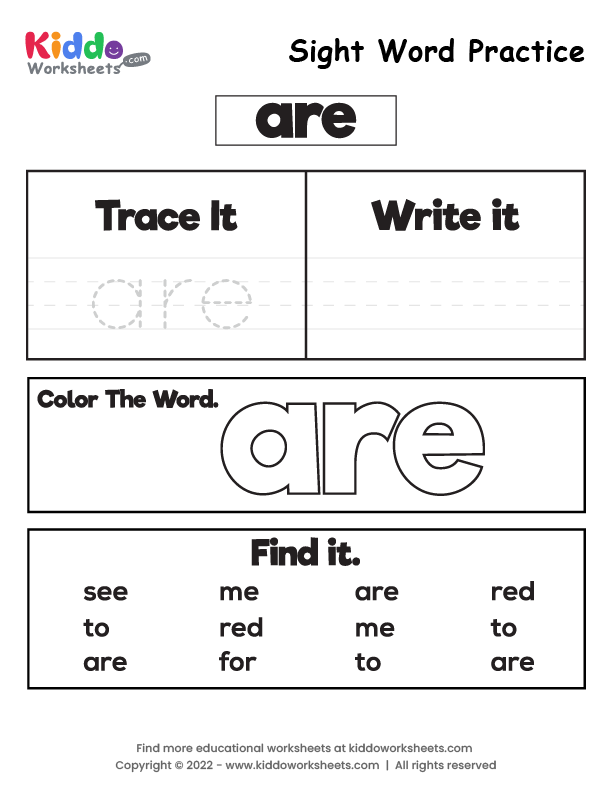 Kiddo
Worksheets.com
Sight Word Practice
are
Trace It
Write it
are
Color The Word.
are
Find it.
see me are red
to red me to
are for to are
Find more educational worksheets at kiddoworksheets.com
Copyright © 2022 - www.kiddoworksheets.com | All rights reserved